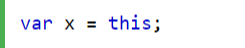 var x = this;